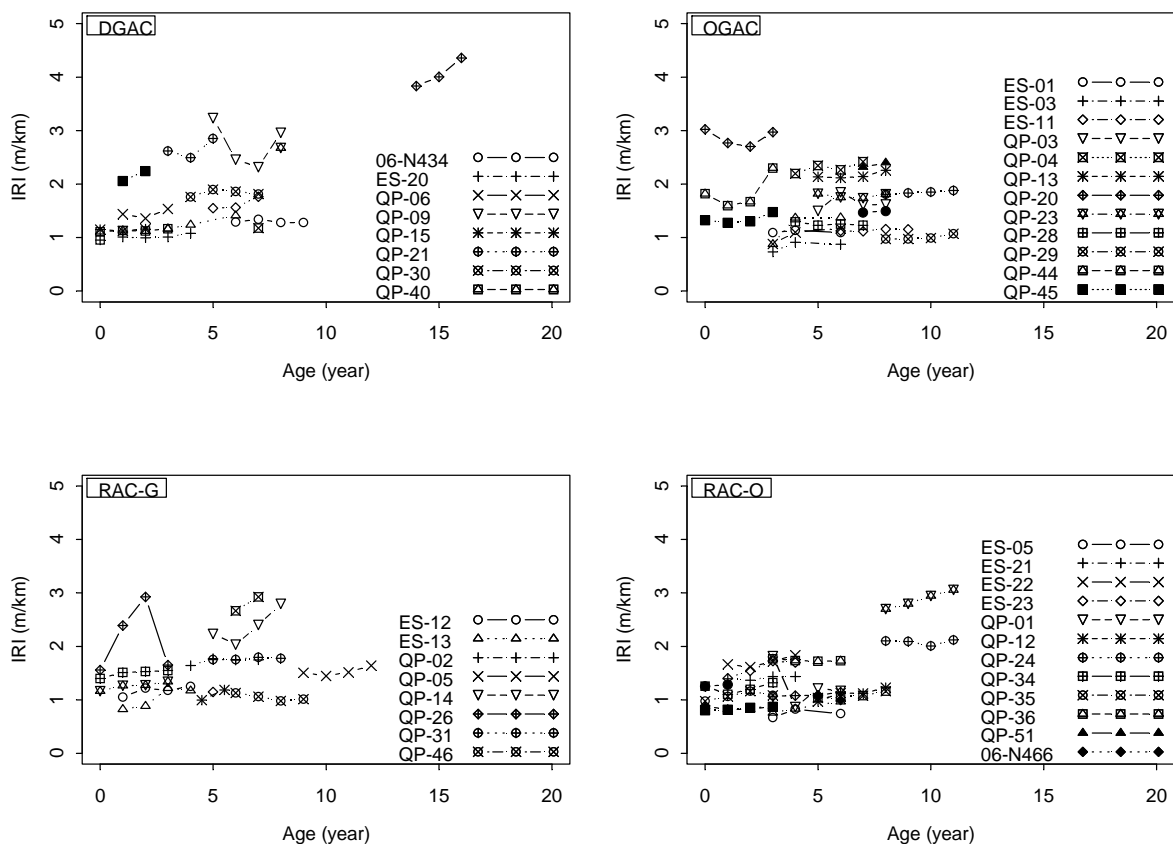 DGAC
IRI (m/km)
5
4
3
2
1
0
06-N434
ES-20
QP-06
QP-09
QP-15
QP-21
QP-30
QP-40
0 5 10 15 20
Age (year)
OGAC
IRI (m/km)
5
4
3
2
1
0
ES-01
ES-03
ES-11
QP-03
QP-04
QP-13
QP-20
QP-23
QP-28
QP-29
QP-44
QP-45
0 5 10 15 20
Age (year)
RAC-G
IRI (m/km)
5
4
3
2
1
0
ES-12
ES-13
QP-02
QP-05
QP-14
QP-26
QP-31
QP-46
0 5 10 15 20
Age (year)
RAC-O
IRI (m/km)
5
4
3
2
1
0
ES-05
ES-21
ES-22
ES-23
QP-01
QP-12
QP-24
QP-34
QP-35
QP-36
QP-51
06-N466
0 5 10 15 20
Age (year)